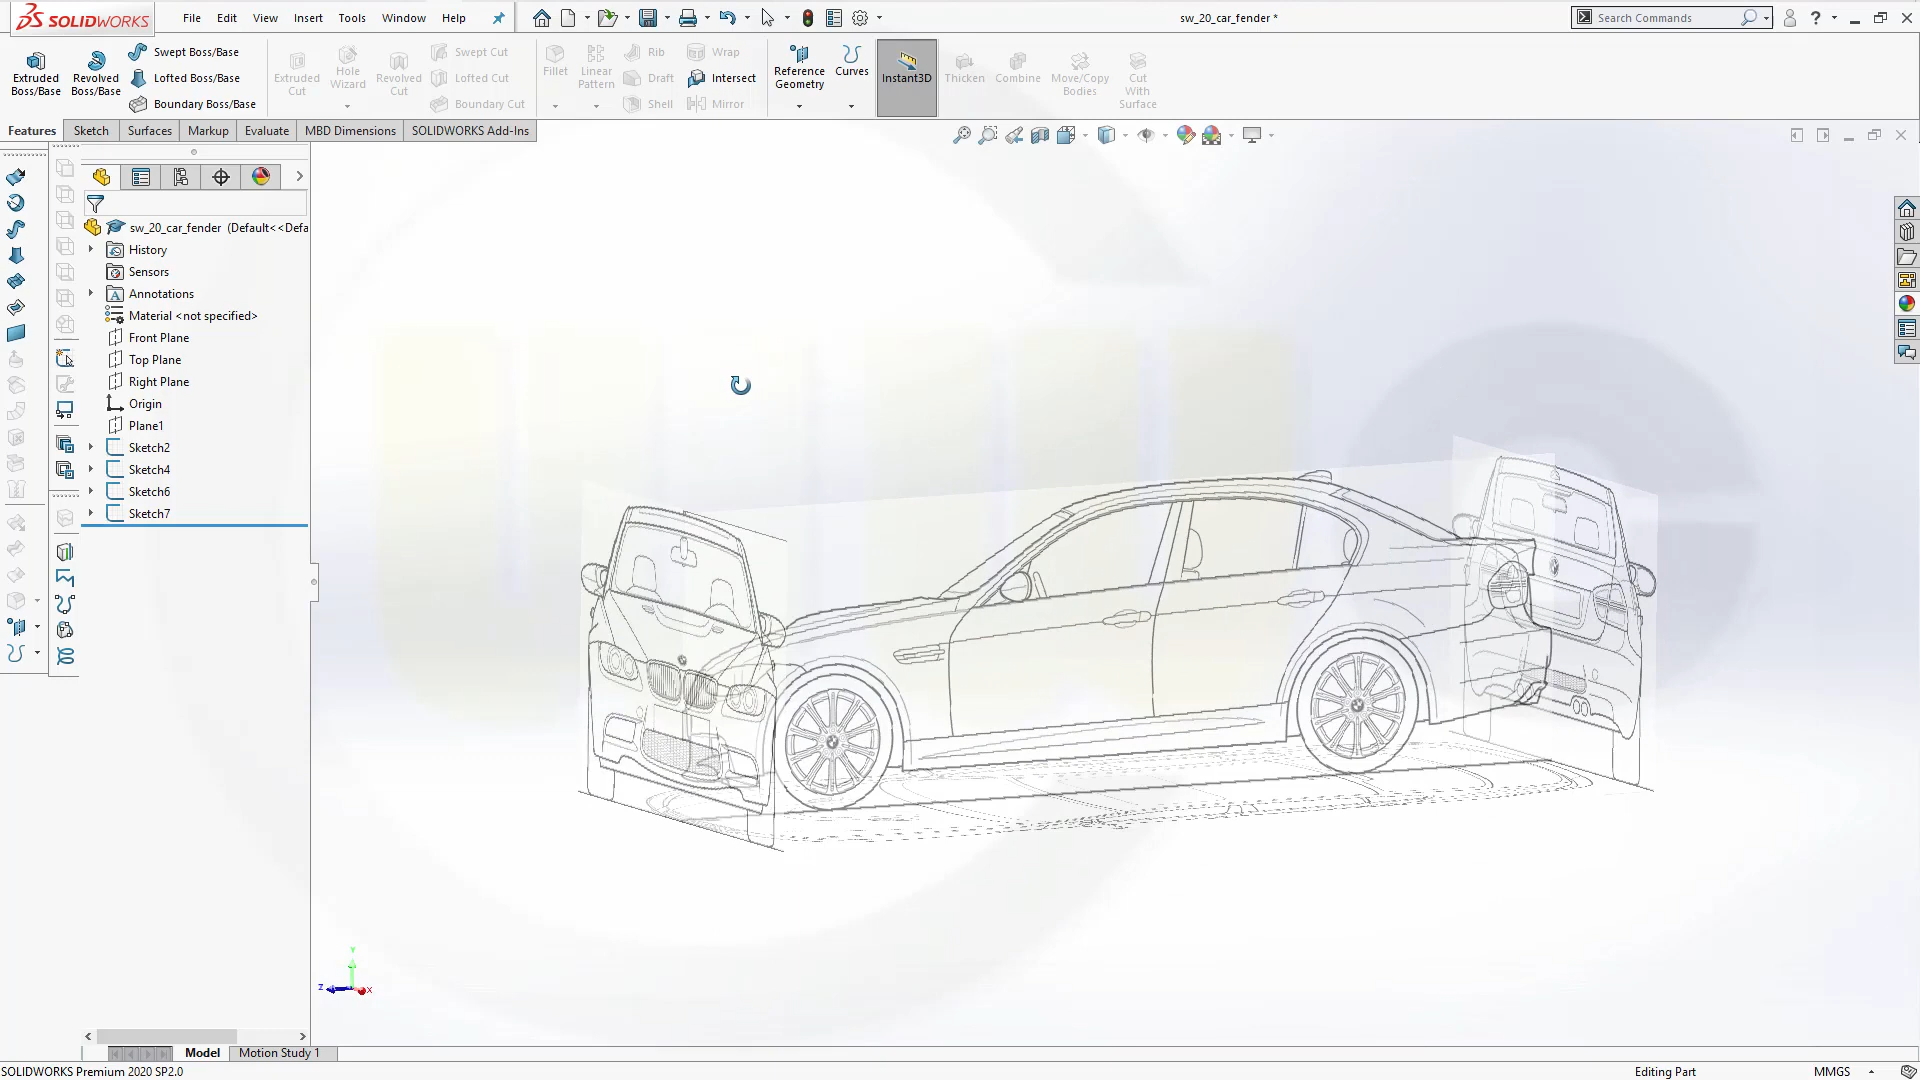 SOLIDWORKS
File Edit View Insert Tools Window Help
sw_20_car_fender *
Search Commands
?
Extruded Boss/Base
Revolved Boss/Base
Swept Boss/Base
Lofted Boss/Base
Boundary Boss/Base
Extruded Cut
Hole Wizard
Revolved Cut
Swept Cut
Lofted Cut
Boundary Cut
Fillet
Linear Pattern
Rib
Draft
Shell
Wrap
Intersect
Mirror
Reference Geometry
Curves
Instant3D
Thicken
Combine
Move/Copy Bodies
Cut With Surface
Features Sketch Surfaces Markup Evaluate MBD Dimensions SOLIDWORKS Add-Ins
sw_20_car_fender (Default<<Defa
History
Sensors
Annotations
Material <not specified>
Front Plane
Top Plane
Right Plane
Origin
Plane1
Sketch2
Sketch4
Sketch6
Sketch7
Y
Z
X
Model Motion Study 1
SOLIDWORKS Premium 2020 SP2.0
Editing Part
MMGS